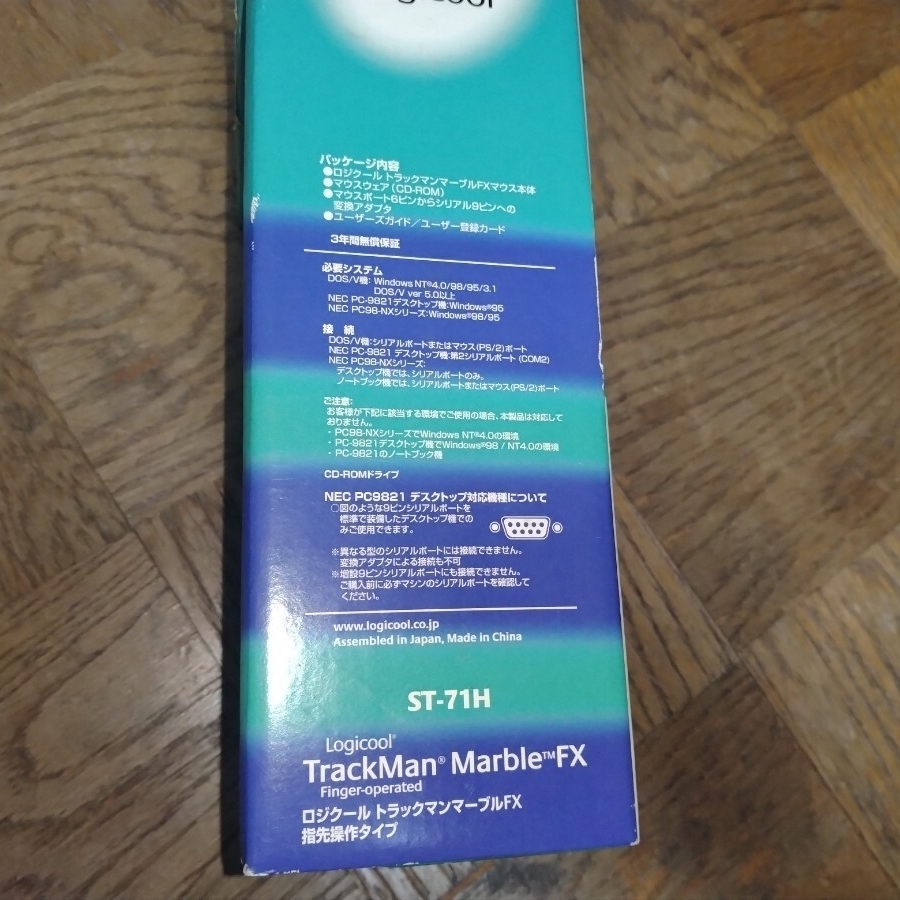 パッケージ内容
●ロジクール トラックマンマーブルFXマウス本体
●マウスウェア (CD-ROM)
●マウスポート6ピンからシリアル9ピンへの
変換アダプタ
●ユーザーズガイド／ユーザー登録カード
3年間無償保証
必要システム
DOS/V機: Windows NT®4.0/98/95/3.1
DOS/V ver 5.0以上
NEC PC-9821デスクトップ機:Windows®95
NEC PC98-NXシリーズ:Windows®98/95
接 続
DOS/V機:シリアルポートまたはマウス(PS/2)ポート
NEC PC-9821 デスクトップ機:第2シリアルポート (COM2)
NEC PC98-NXシリーズ:
デスクトップ機では、シリアルポートのみ。
ノートブック機では、シリアルポートまたはマウス(PS/2)ポート
ご注意:
お客様が下記に該当する環境でご使用の場合、本製品は対応して
おりません。
・PC98-NXシリーズでWindows NT®4.0の環境
・PC-9821デスクトップ機でWindows®98 / NT4.0の環境
・PC-9821のノートブック機
CD-ROMドライブ
NEC PC9821 デスクトップ対応機種について
○図のような9ピンシリアルポートを
標準で装備したデスクトップ機での
みご使用できます。
※異なる型のシリアルポートには接続できません。
変換アダプタによる接続も不可
※増設9ピンシリアルポートにも接続できません。
ご購入前に必ずマシンのシリアルポートを確認して
ください。
www.logicool.co.jp
Assembled in Japan, Made in China
ST-71H
Logicool®
TrackMan® Marble™FX
Finger-operated
ロジクール トラックマンマーブルFX
指先操作タイプ